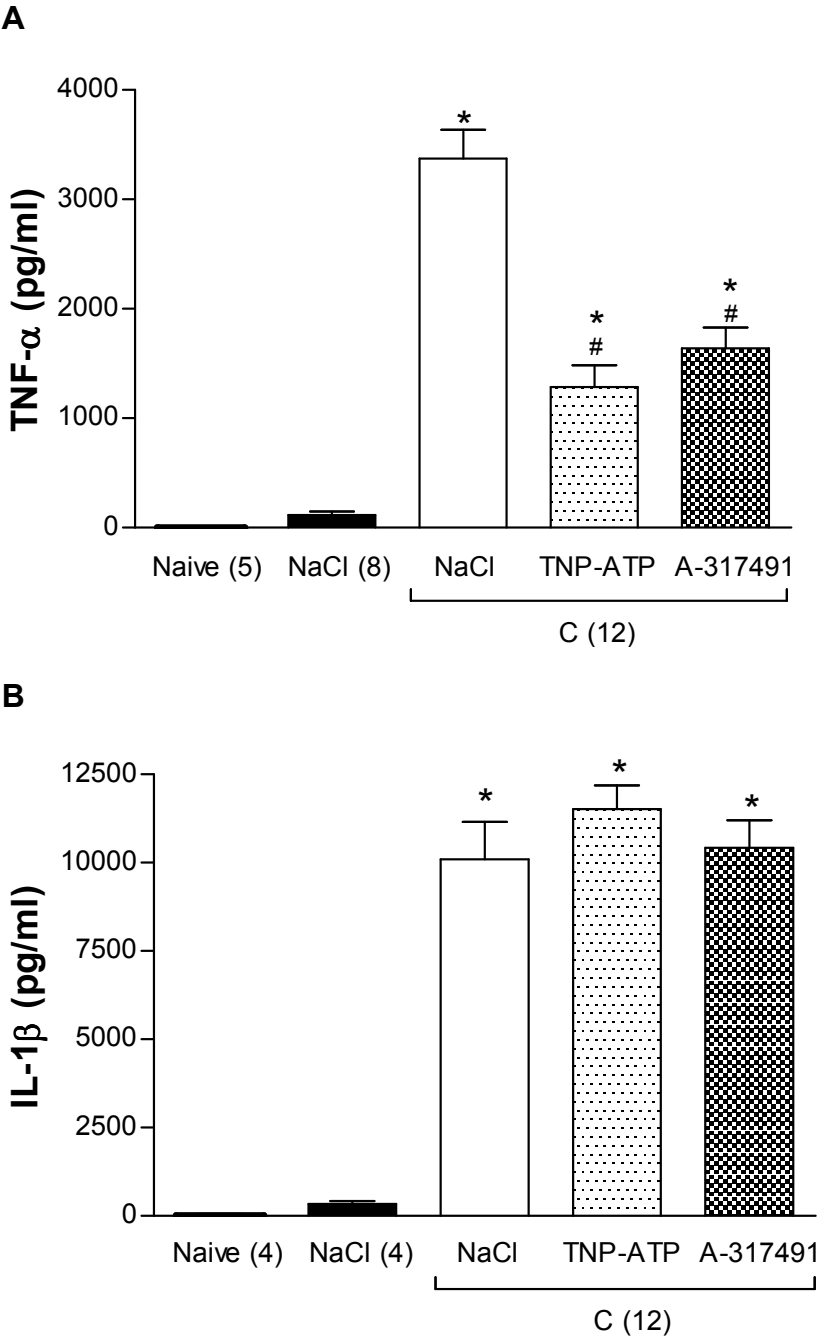 A
TNF-α (pg/ml)
4000
3000
2000
1000
0
*
*
#
*
#
Naive (5) NaCl (8) NaCl TNP-ATP A-317491
C (12)
B
IL-1β (pg/ml)
12500
10000
7500
5000
2500
0
*
*
*
Naive (4) NaCl (4) NaCl TNP-ATP A-317491
C (12)